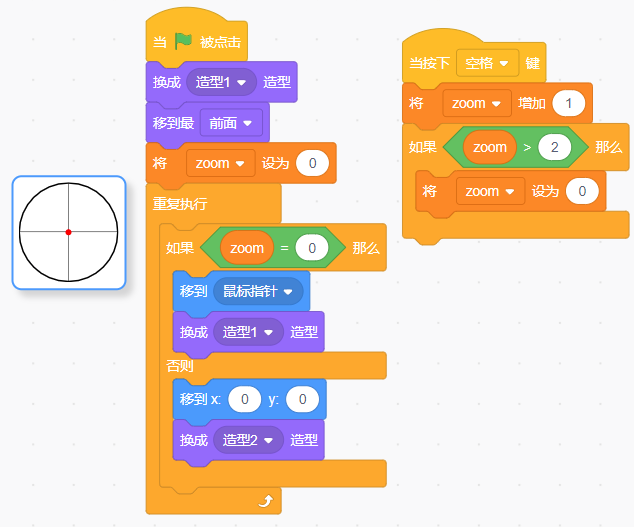 当 被点击
换成 造型1 造型
移到最 前面
将 zoom 设为 0
重复执行
如果 zoom = 0 那么
移到 鼠标指针
换成 造型1 造型
否则
移到 x: 0 y: 0
换成 造型2 造型
当按下 空格 键
将 zoom 增加 1
如果 zoom > 2 那么
将 zoom 设为 0